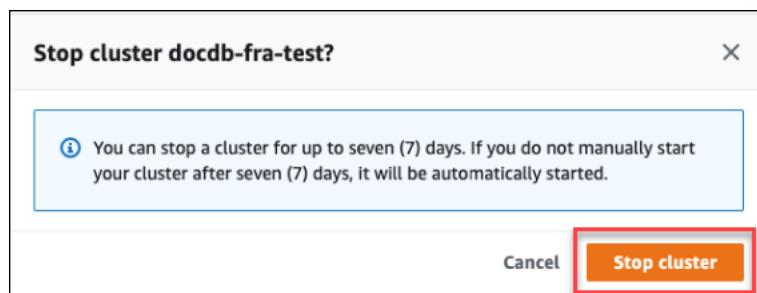 Stop cluster docdb-fra-test?
You can stop a cluster for up to seven (7) days. If you do not manually start
your cluster after seven (7) days, it will be automatically started.
Cancel
Stop cluster